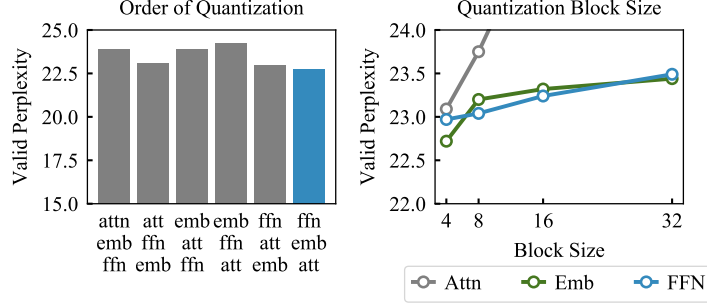 Order of Quantization
Valid Perplexity
25.0
22.5
20.0
17.5
15.0
attn att emb emb ffn ffn
emb ffn att ffn att emb
ffn emb ffn att emb att
Quantization Block Size
Valid Perplexity
24.0
23.5
23.0
22.5
22.0
4 8 16 32
Block Size
Attn Emb FFN